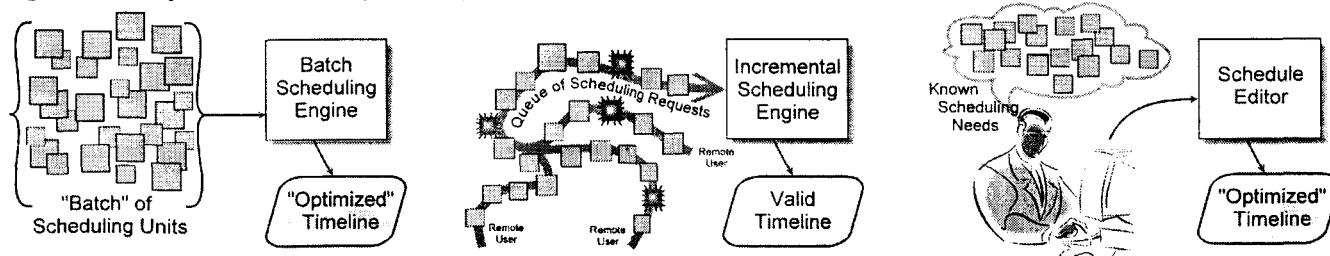 "Batch" of
Scheduling Units
Batch
Scheduling
Engine
"Optimized"
Timeline
Queue of Scheduling Requests
Remote
User
Remote
User
Remote
User
Incremental
Scheduling
Engine
Valid
Timeline
Known
Scheduling
Needs
Schedule
Editor
"Optimized"
Timeline